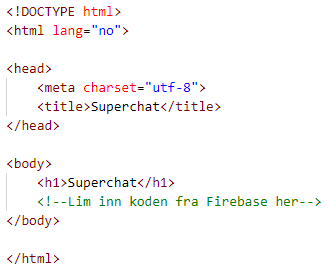 <!DOCTYPE html>
<html lang="no">

<head>
    <meta charset="utf-8">
    <title>Superchat</title>
</head>

<body>
    <h1>Superchat</h1>
    <!--Lim inn koden fra Firebase her-->
</body>

</html>